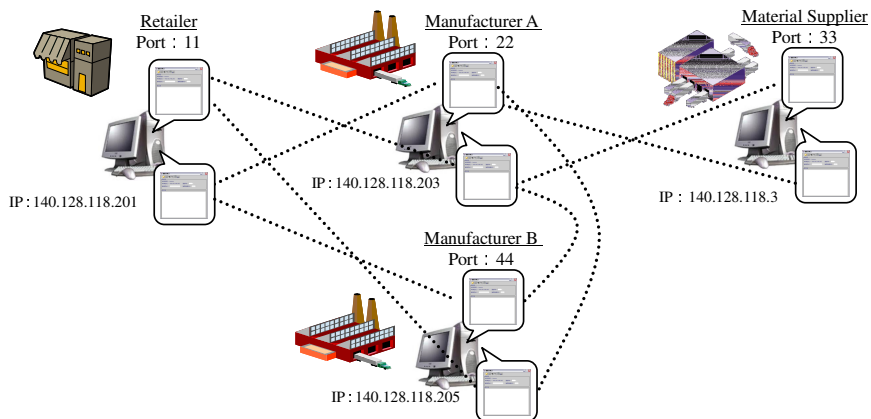 Retailer
Port：11
IP : 140.128.118.201
Manufacturer A
Port：22
IP : 140.128.118.203
Material Supplier
Port：33
IP : 140.128.118.3
Manufacturer B
Port：44
IP : 140.128.118.205